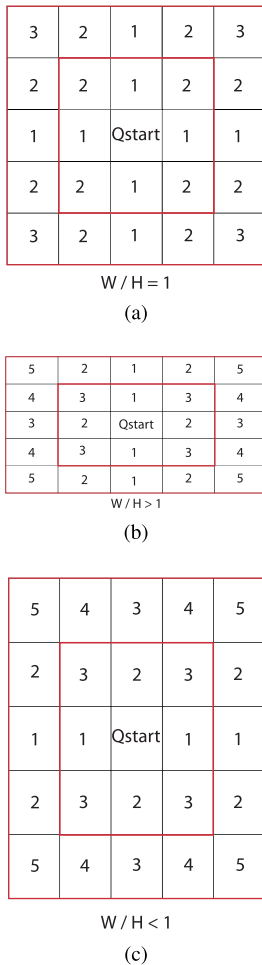 3 2 1 2 3
2 2 1 2 2
1 1 Qstart 1 1
2 2 1 2 2
3 2 1 2 3
W / H = 1
(a)
5 2 1 2 5
4 3 1 3 4
3 2 Qstart 2 3
4 3 1 3 4
5 2 1 2 5
W / H > 1
(b)
5 4 3 4 5
2 3 2 3 2
1 1 Qstart 1 1
2 3 2 3 2
5 4 3 4 5
W / H < 1
(c)